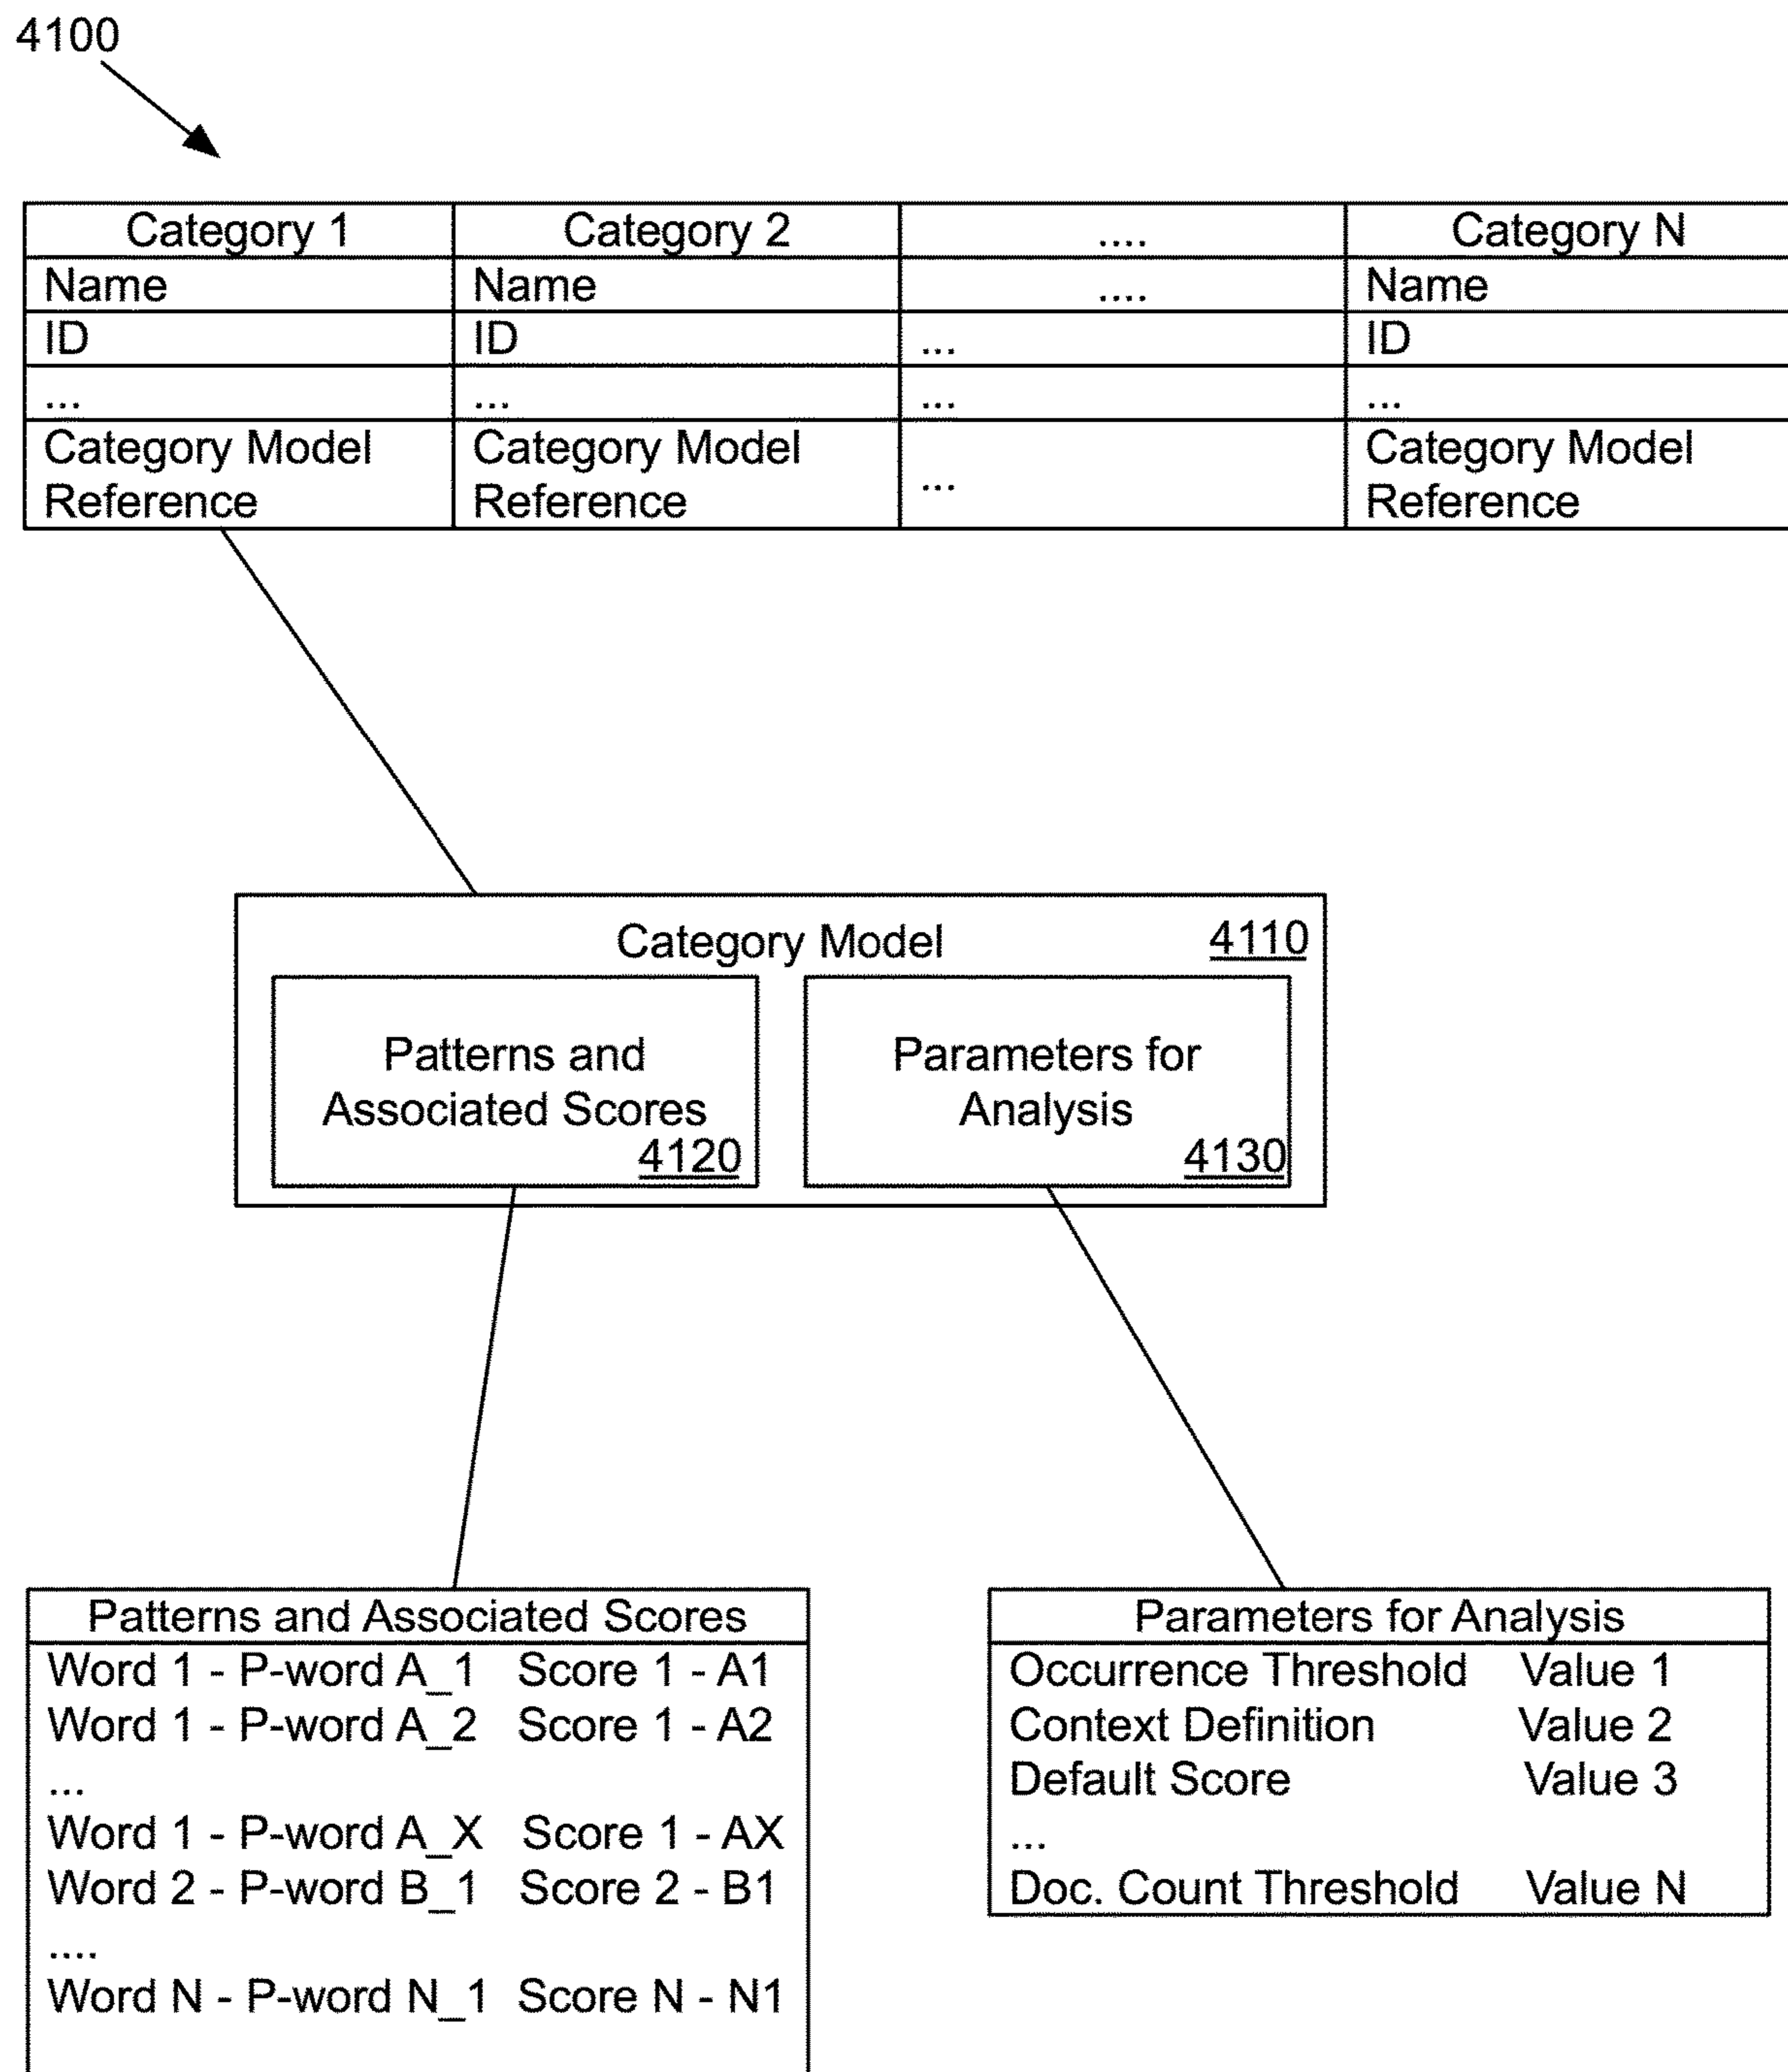 4100
Category 1 Category 2 .... Category N
Name Name .... Name
ID ID ... ID
... ... ... ...
Category Model Category Model Category Model
Reference Reference ... Reference
Category Model 4110
Patterns and Parameters for
Associated Scores Analysis
4120 4130
Patterns and Associated Scores
Word 1 - P-word A_1 Score 1 - A1
Word 1 - P-word A_2 Score 1 - A2
...
Word 1 - P-word A_X Score 1 - AX
Word 2 - P-word B_1 Score 2 - B1
....
Word N - P-word N_1 Score N - N1
Parameters for Analysis
Occurrence Threshold Value 1
Context Definition Value 2
Default Score Value 3
...
Doc. Count Threshold Value N